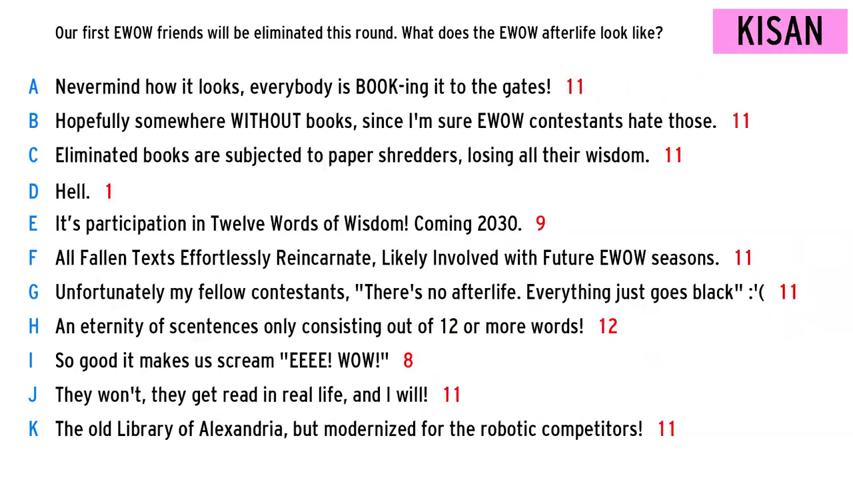 Our first EWOW friends will be eliminated this round. What does the EWOW afterlife look like?
KISAN
A Nevermind how it looks, everybody is BOOK-ing it to the gates! 11
B Hopefully somewhere WITHOUT books, since I'm sure EWOW contestants hate those. 11
C Eliminated books are subjected to paper shredders, losing all their wisdom. 11
D Hell. 1
E It's participation in Twelve Words of Wisdom! Coming 2030. 9
F All Fallen Texts Effortlessly Reincarnate, Likely Involved with Future EWOW seasons. 11
G Unfortunately my fellow contestants, "There's no afterlife. Everything just goes black" :'( 11
H An eternity of scentences only consisting out of 12 or more words! 12
I So good it makes us scream "EEEE! WOW!" 8
J They won't, they get read in real life, and I will! 11
K The old Library of Alexandria, but modernized for the robotic competitors! 11